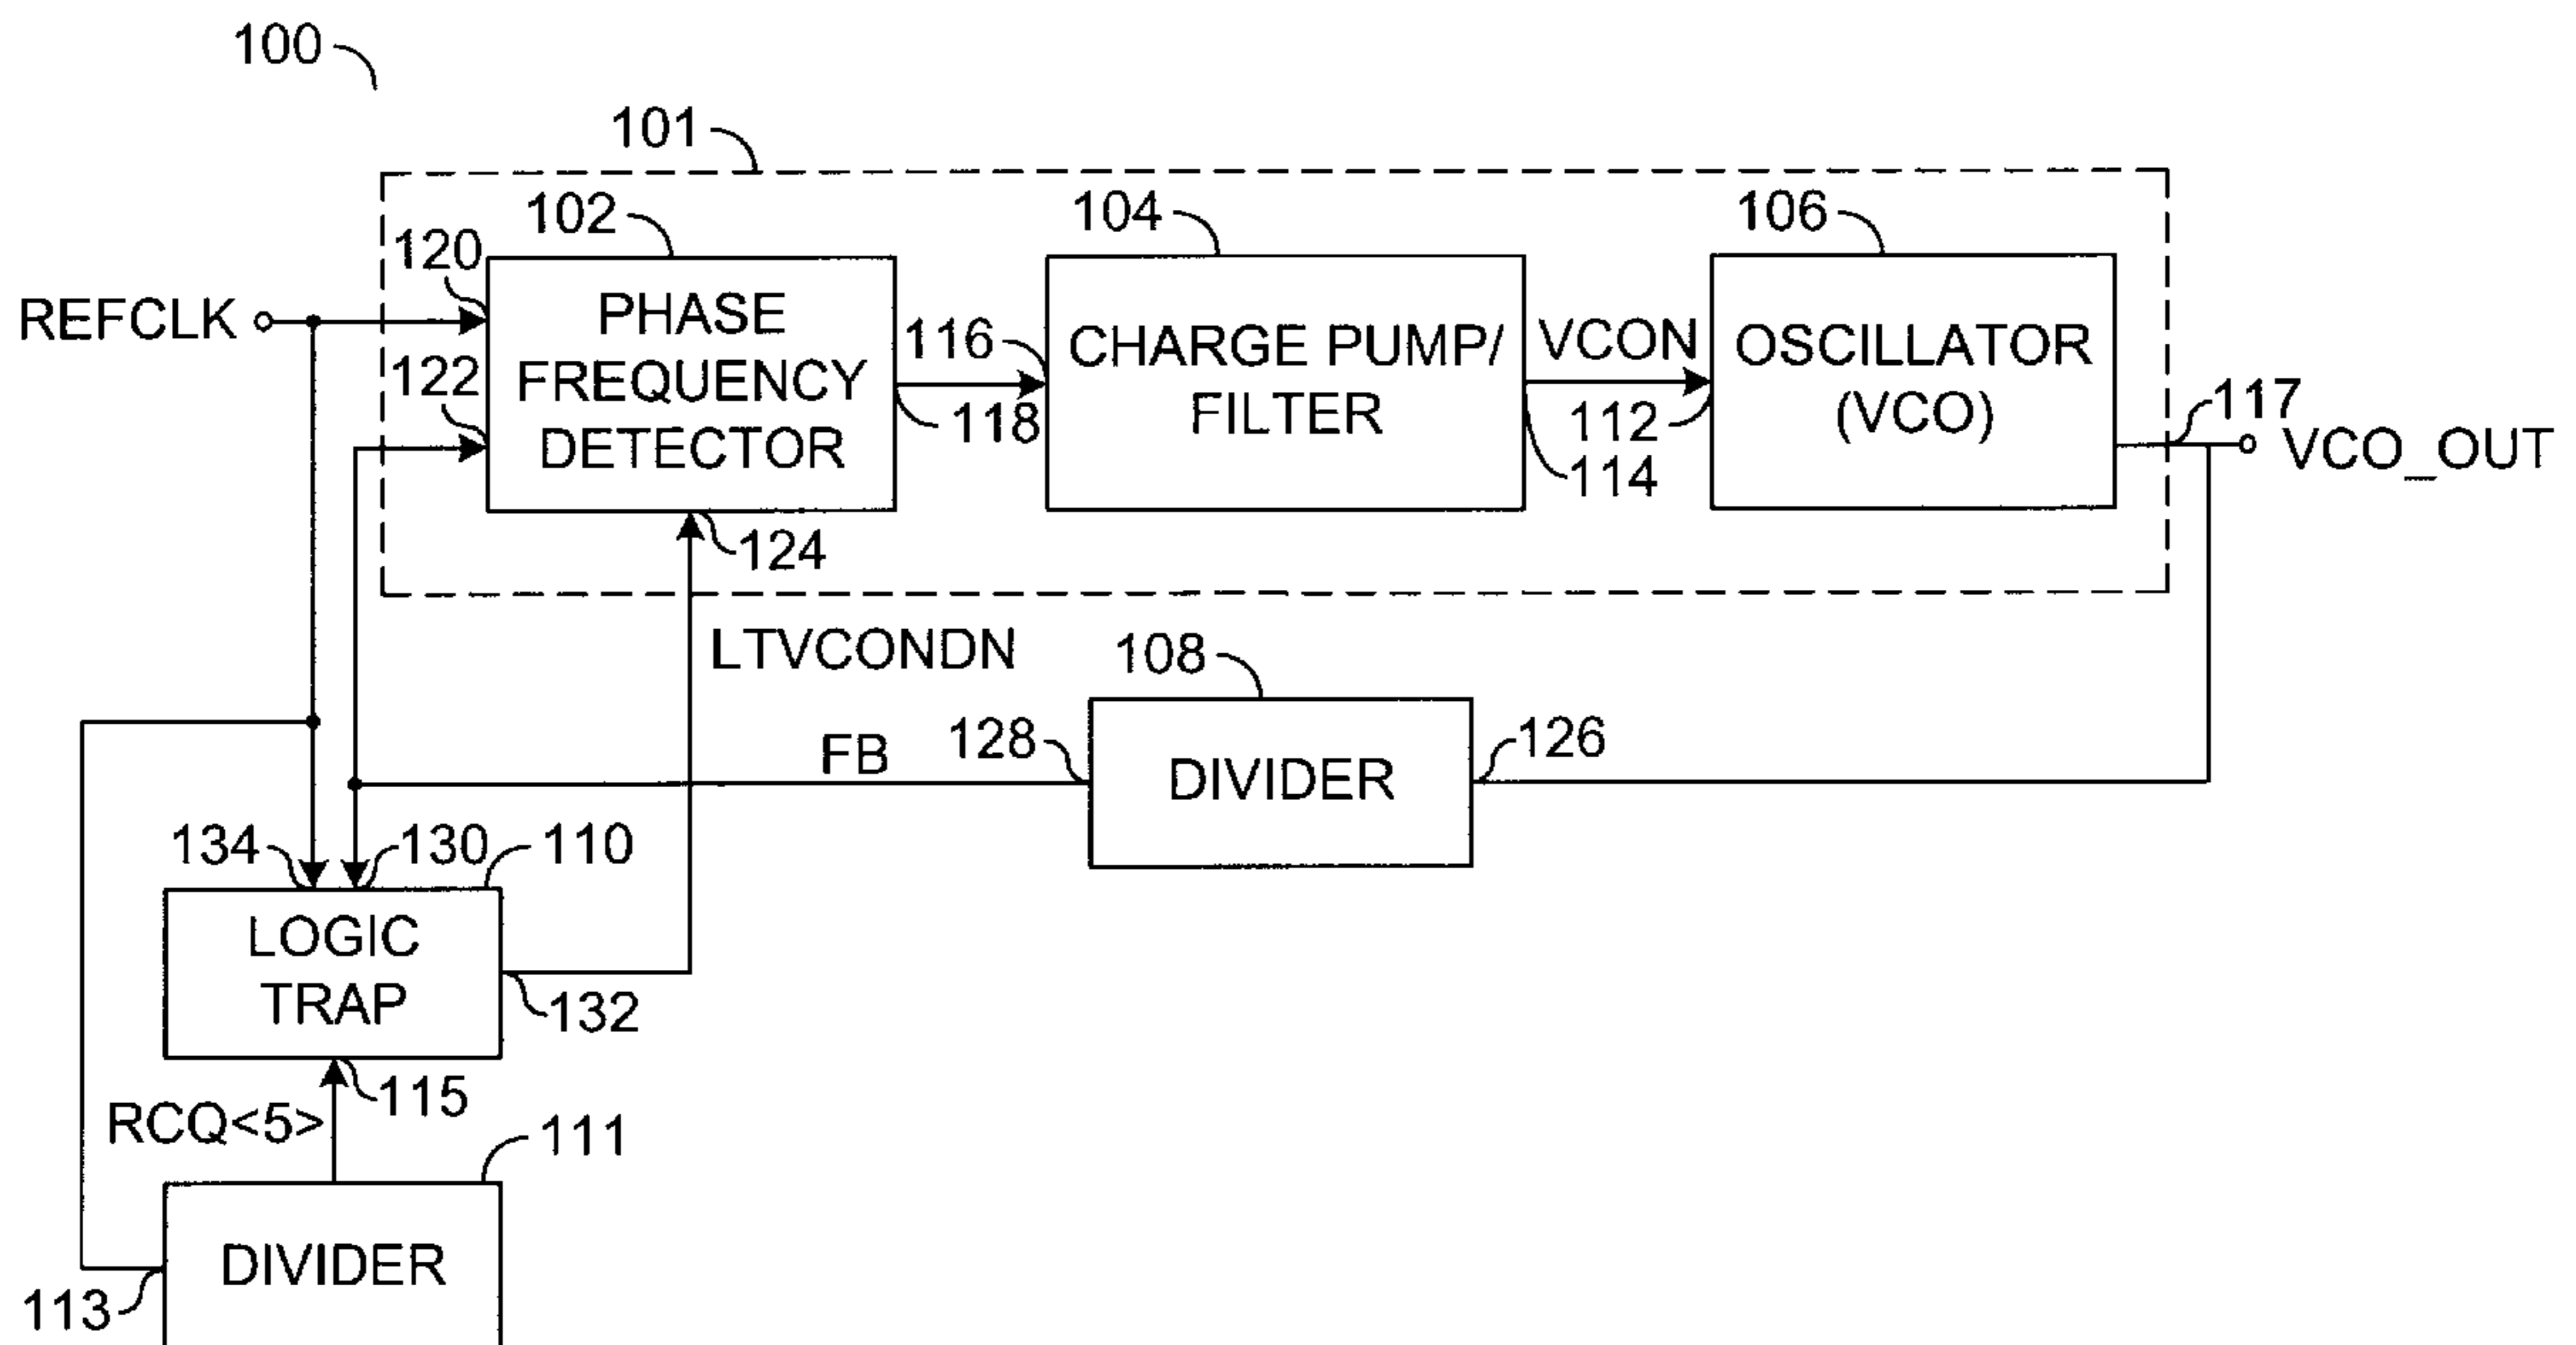 100
101
102
104
106
120
REFCLK
PHASE
FREQUENCY
DETECTOR
122
116
118
CHARGE PUMP/
FILTER
VCON
112
114
OSCILLATOR
(VCO)
117
VCO_OUT
124
LTVCONDN
108
FB
128
DIVIDER
126
134
130
110
LOGIC
TRAP
132
115
RCQ<5>
111
DIVIDER
113